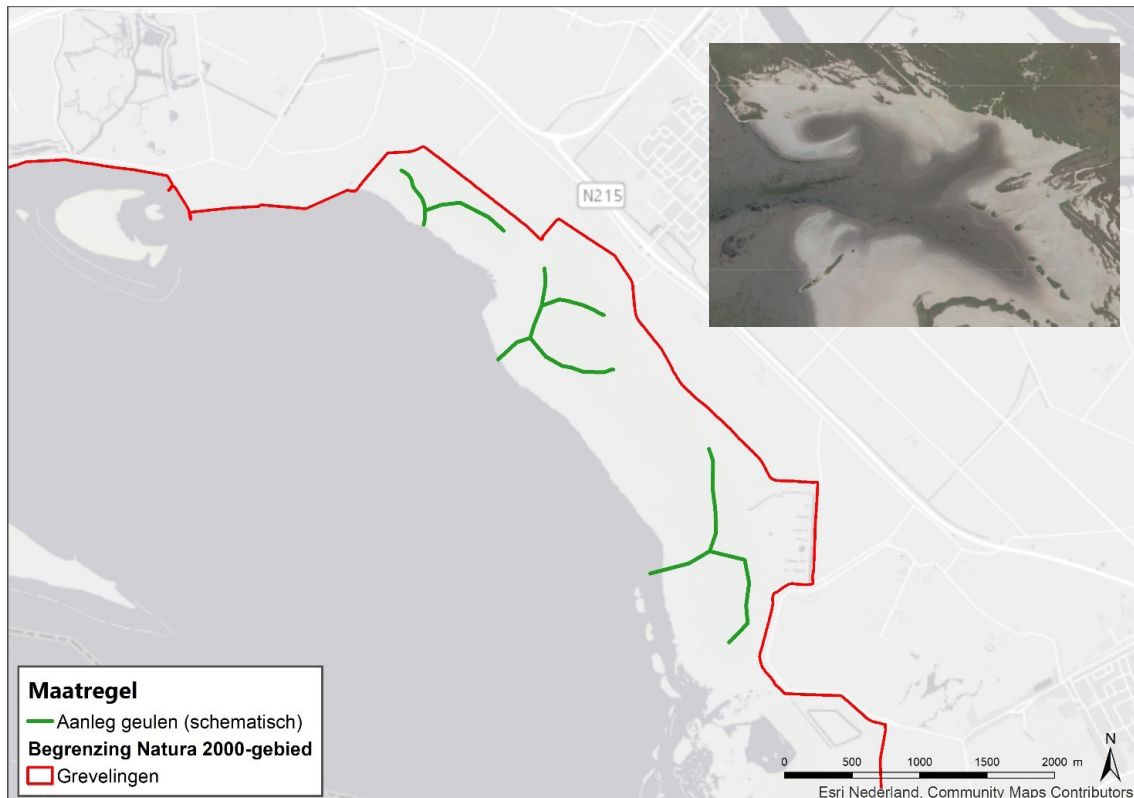 N215
Maatregel
Aanleg geulen (schematisch)
Begrenzing Natura 2000-gebied
Grevelingen
N
0 500 1000 1500 2000 m
Esri Nederland, Community Maps Contributors